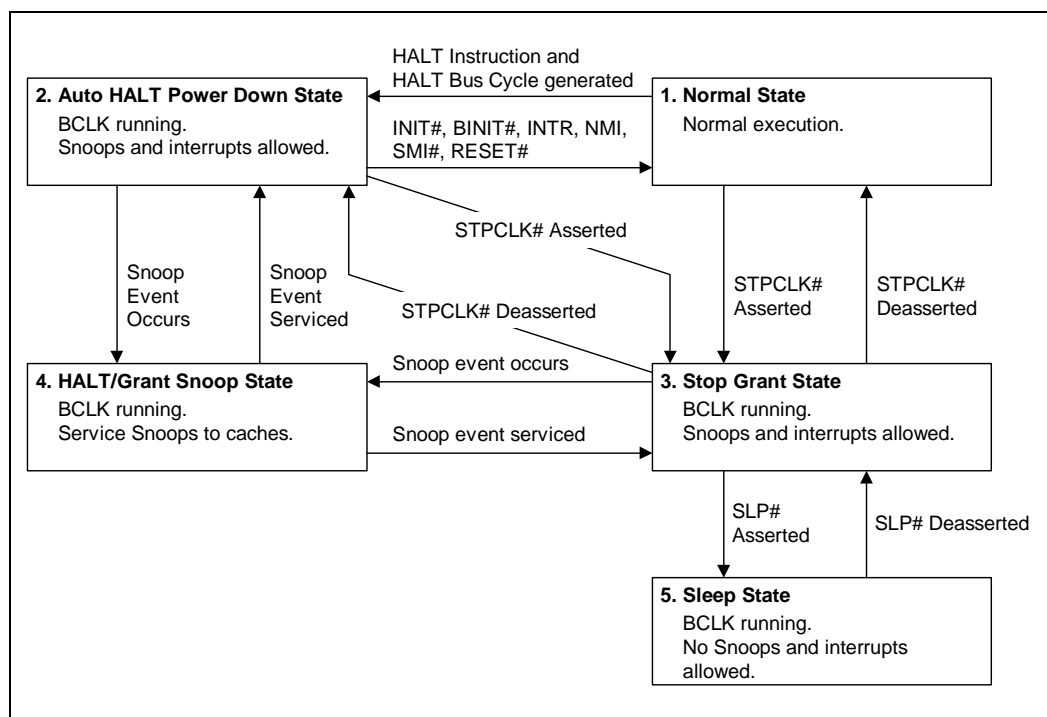 HALT Instruction and
HALT Bus Cycle generated
2. Auto HALT Power Down State
BCLK running.
Snoops and interrupts allowed.
1. Normal State
Normal execution.
INIT#, BINIT#, INTR, NMI,
SMI#, RESET#
STPCLK# Asserted
Snoop
Event
Occurs
Snoop
Event
Serviced
STPCLK# Deasserted
STPCLK#
Asserted
STPCLK#
Deasserted
Snoop event occurs
4. HALT/Grant Snoop State
BCLK running.
Service Snoops to caches.
Snoop event serviced
3. Stop Grant State
BCLK running.
Snoops and interrupts allowed.
SLP#
Asserted
SLP# Deasserted
5. Sleep State
BCLK running.
No Snoops and interrupts
allowed.